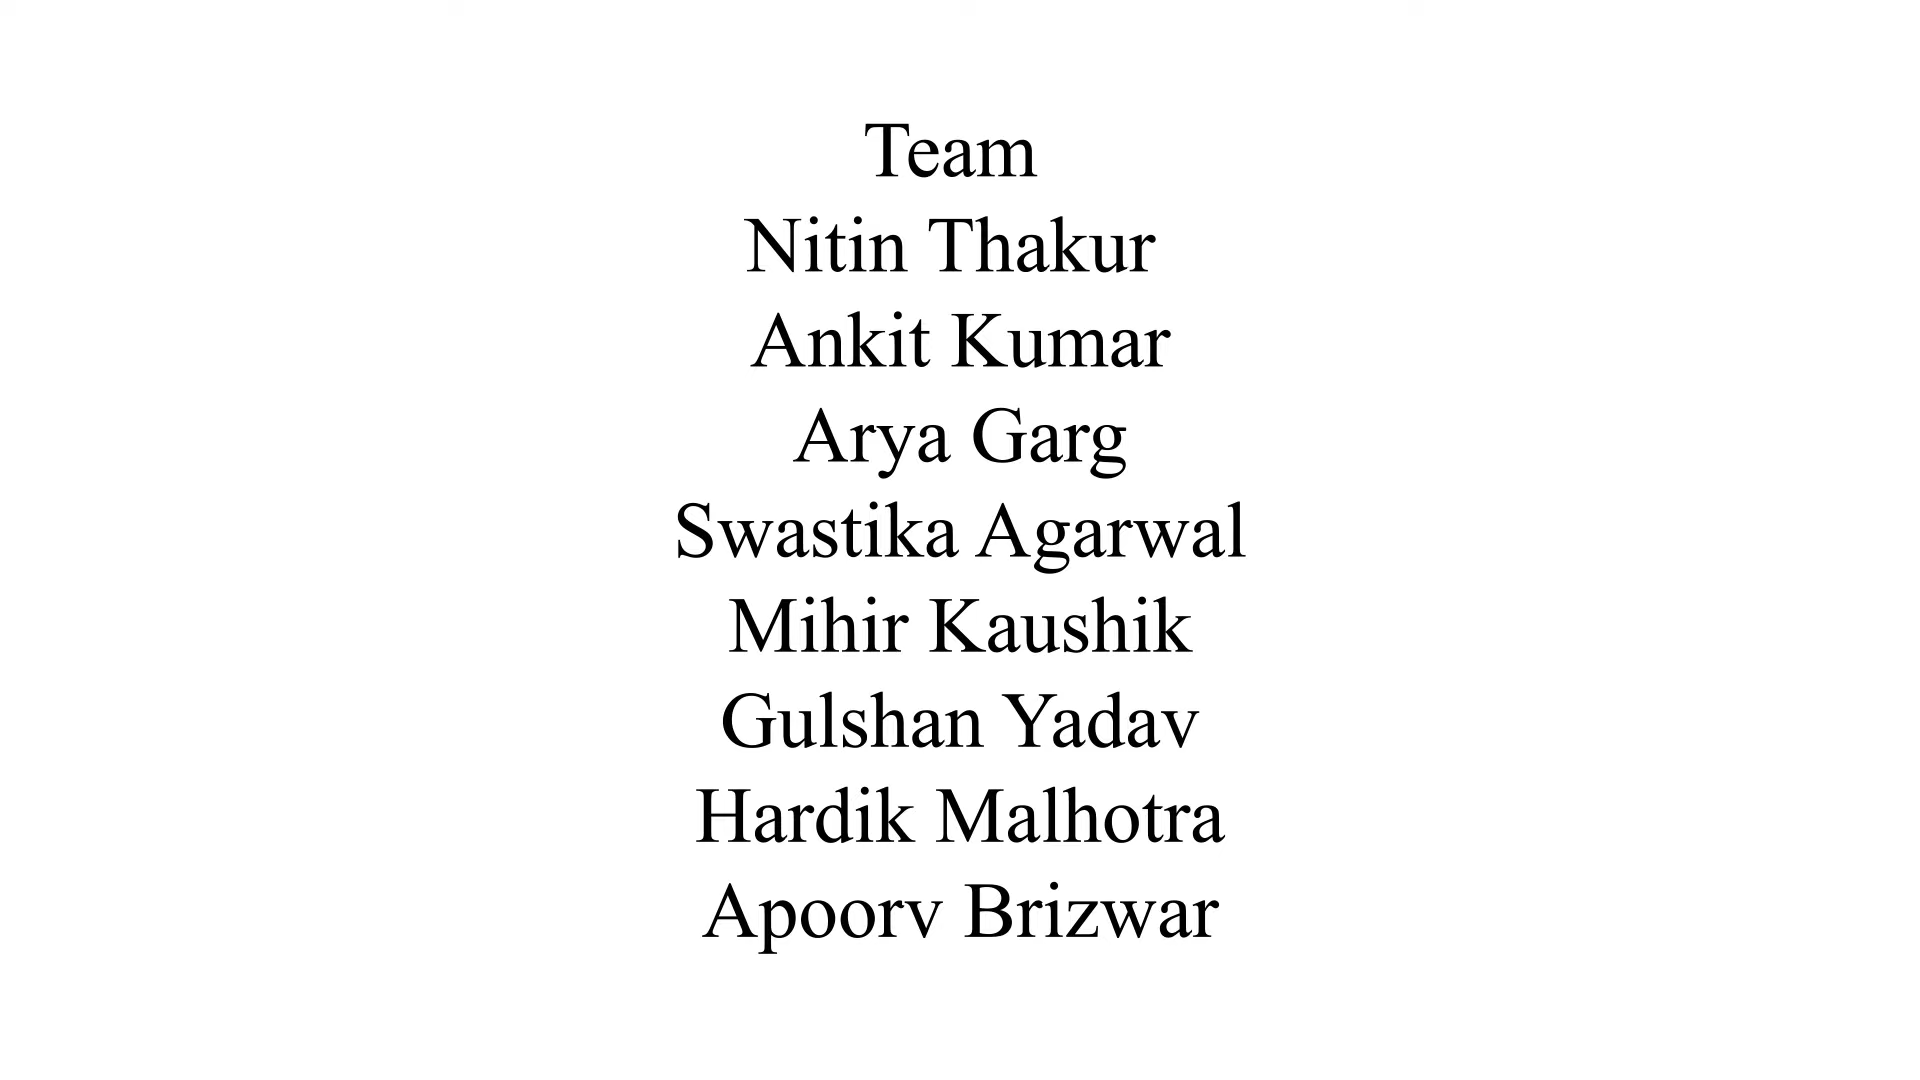 Team
Nitin Thakur
Ankit Kumar
Arya Garg
Swastika Agarwal
Mihir Kaushik
Gulshan Yadav
Hardik Malhotra
Apoorv Brizwar